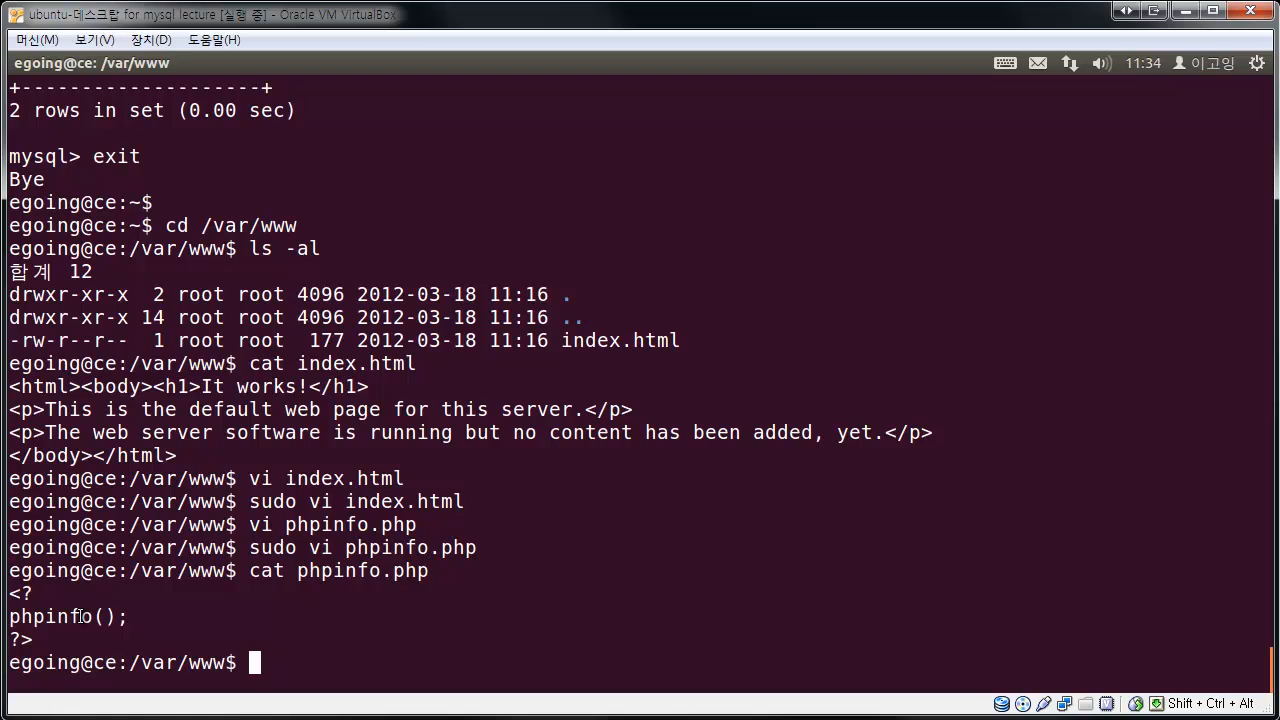 ubuntu-데스크탑 for mysql lecture [실행 중] - Oracle VM VirtualBox
머신(M) 보기(V) 장치(D) 도움말(H)
egoing@ce: /var/www 11:34 이고잉
+--------------------+
2 rows in set (0.00 sec)
mysql> exit
Bye
egoing@ce:~$
egoing@ce:~$ cd /var/www
egoing@ce:/var/www$ ls -al
합계 12
drwxr-xr-x  2 root root 4096 2012-03-18 11:16 .
drwxr-xr-x 14 root root 4096 2012-03-18 11:16 ..
-rw-r--r--  1 root root  177 2012-03-18 11:16 index.html
egoing@ce:/var/www$ cat index.html
<html><body><h1>It works!</h1>
<p>This is the default web page for this server.</p>
<p>The web server software is running but no content has been added, yet.</p>
</body></html>
egoing@ce:/var/www$ vi index.html
egoing@ce:/var/www$ sudo vi index.html
egoing@ce:/var/www$ vi phpinfo.php
egoing@ce:/var/www$ sudo vi phpinfo.php
egoing@ce:/var/www$ cat phpinfo.php
<?
phpinfo();
?>
egoing@ce:/var/www$
Shift + Ctrl + Alt